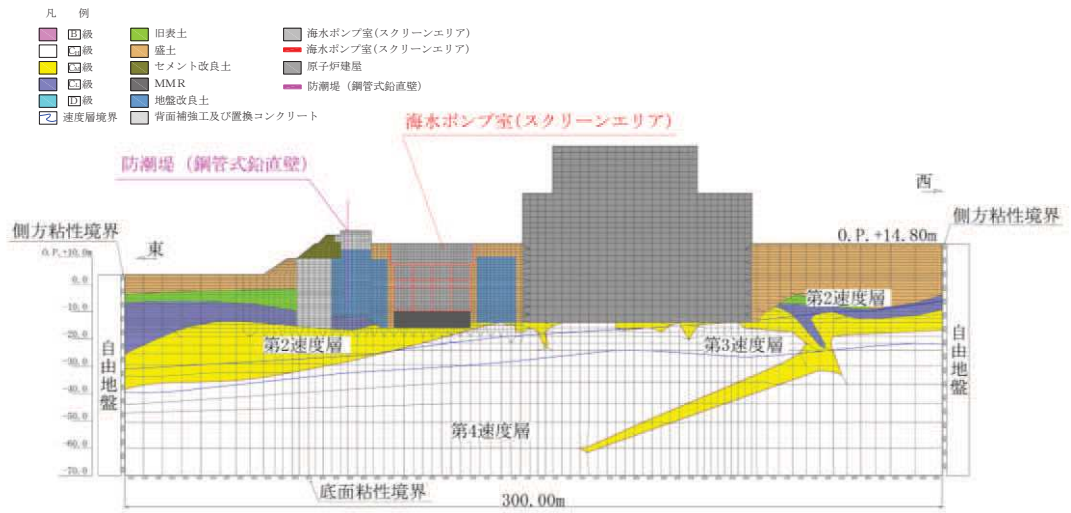 凡 例
B級
CH級
CM級
CL級
D級
速度層境界
旧表土
盛土
セメント改良土
MMR
地盤改良土
背面補強工及び置換コンクリート
海水ポンプ室(スクリーンエリア)
海水ポンプ室(スクリーンエリア)
原子炉建屋
防潮堤（鋼管式鉛直壁）
海水ポンプ室(スクリーンエリア)
防潮堤（鋼管式鉛直壁）
西
側方粘性境界
側方粘性境界
O.P.+14.80m
東
O.P.+10.0m
0.0
-10.0
-20.0
-30.0
-40.0
-50.0
-60.0
-70.0
第2速度層
第2速度層
第3速度層
第4速度層
自由地盤
自由地盤
底面粘性境界
300.00m